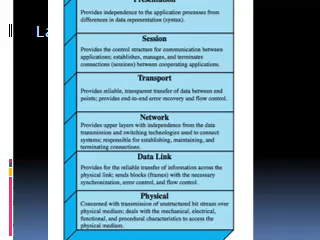 Presentation
Provides independence to the application processes from
differences in data representation (syntax).
La
Session
Provides the control structure for communication between
applications; establishes, manages, and terminates
connections (sessions) between cooperating applications.
Transport
Provides reliable, transparent transfer of data between end
points; provides end-to-end error recovery and flow control.
Network
Provides upper layers with independence from the data
transmission and switching technologies used to connect
systems; responsible for establishing, maintaining, and
terminating connections.
Data Link
Provides for the reliable transfer of information across the
physical link; sends blocks (frames) with the necessary
synchronization, error control, and flow control.
Physical
Concerned with transmission of unstructured bit stream over
physical medium; deals with the mechanical, electrical,
functional, and procedural characteristics to access the
physical medium.